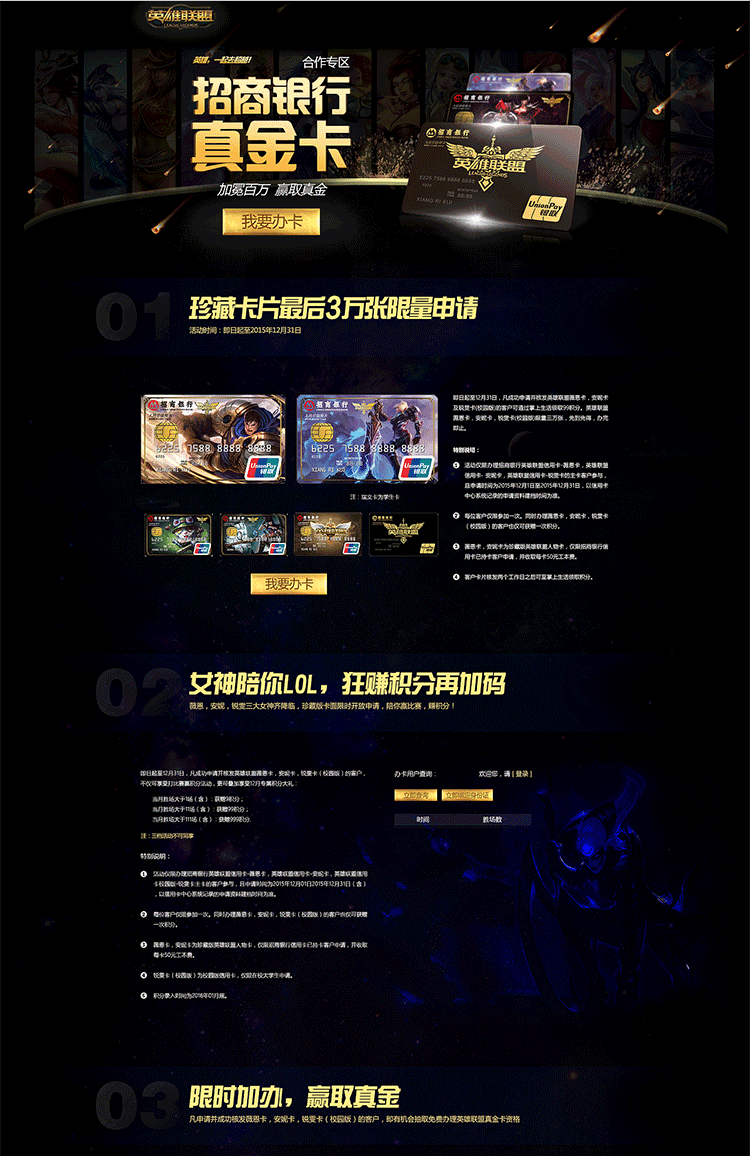 英雄联盟
LEAGUE LEGENDS
英雄，一起去超越！
合作专区
招商银行
真金卡
加冕百万 赢取真金
我要办卡
招商银行
英雄联盟
LEAGUE LEGENDS
6225 7588 8888 8888
6225
88/88
XIANG RI KUI
UnionPay
银联
01
珍藏卡片最后3万张限量申请
活动时间：即日起至2015年12月31日
招商银行
6225 7588 8888 8888
XIANG RI KUI
UnionPay
银联
招商银行
6225 7588 8888 8888
XIANG RI KUI
UnionPay
银联
注：瑞文卡为学生卡
英雄联盟
我要办卡
即日起至12月31日，凡成功申请并核发英雄联盟薇恩卡，安妮卡
及锐雯卡(校园版)的客户可通过掌上生活领取9积分。英雄联盟
薇恩卡，安妮卡，锐雯卡(校园版)限量三万张，先到先得，办完
即止。
特别说明：
1 活动仅限办理招商银行英雄联盟信用卡-薇恩卡，英雄联盟
信用卡-安妮卡，英雄联盟信用卡-锐雯卡的主卡客户参与，
且申请时间为2015年12月1日至2015年12月31日，以信用卡
中心系统记录的申请资料建档时间为准。
2 每位客户仅限参加一次。同时办理薇恩卡，安妮卡，锐雯卡
（校园版）的客户也仅可获赠一次积分。
3 薇恩卡，安妮卡为珍藏版英雄联盟人物卡，仅限招商银行信
用卡已持卡客户申请，并收取每卡50元工本费。
4 客户卡片核发两个工作日之后可至掌上生活领取积分。
02
女神陪你LOL，狂赚积分再加码
薇恩，安妮，锐雯三大女神齐降临，珍藏版卡面限时开放申请，陪你赢比赛，赚积分！
即日起至12月31日，凡成功申请并核发英雄联盟薇恩卡，安妮卡，锐雯卡（校园版）的客户，
不仅可享受打比赛赢积分活动，更可叠加享受12月专属积分大礼：
当月胜场大于1场（含）：获赠9积分；
当月胜场大于11场（含）：获赠99积分；
当月胜场大于111场（含）：获赠999积分.
注：三档活动不可同享
特别说明：
1 活动仅限办理招商银行英雄联盟信用卡-薇恩卡，英雄联盟信用卡-安妮卡，英雄联盟信用
卡校园版-锐雯卡主卡的客户参与，且申请时间为2015年12月01日2015年12月31日（含）
，以信用卡中心系统记录的申请资料建档时间为准。
2 每位客户仅限参加一次。同时办理薇恩卡，安妮卡，锐雯卡（校园版）的客户也仅可获赠
一次积分。
3 薇恩卡，安妮卡为珍藏版英雄联盟人物卡，仅限招商银行信用卡已持卡客户申请，并收取
每卡50元工本费。
4 锐雯卡（校园版）为校园版信用卡，仅限在校大学生申请。
5 积分录入时间为2016年01月底。
办卡用户查询：
欢迎您，请 [ 登录 ]
立即查询
立即绑定身份证
时间
胜场数
03
限时加办，赢取真金
凡申请并成功核发薇恩卡，安妮卡，锐雯卡（校园版）的客户，即有机会抽取免费办理英雄联盟真金卡资格